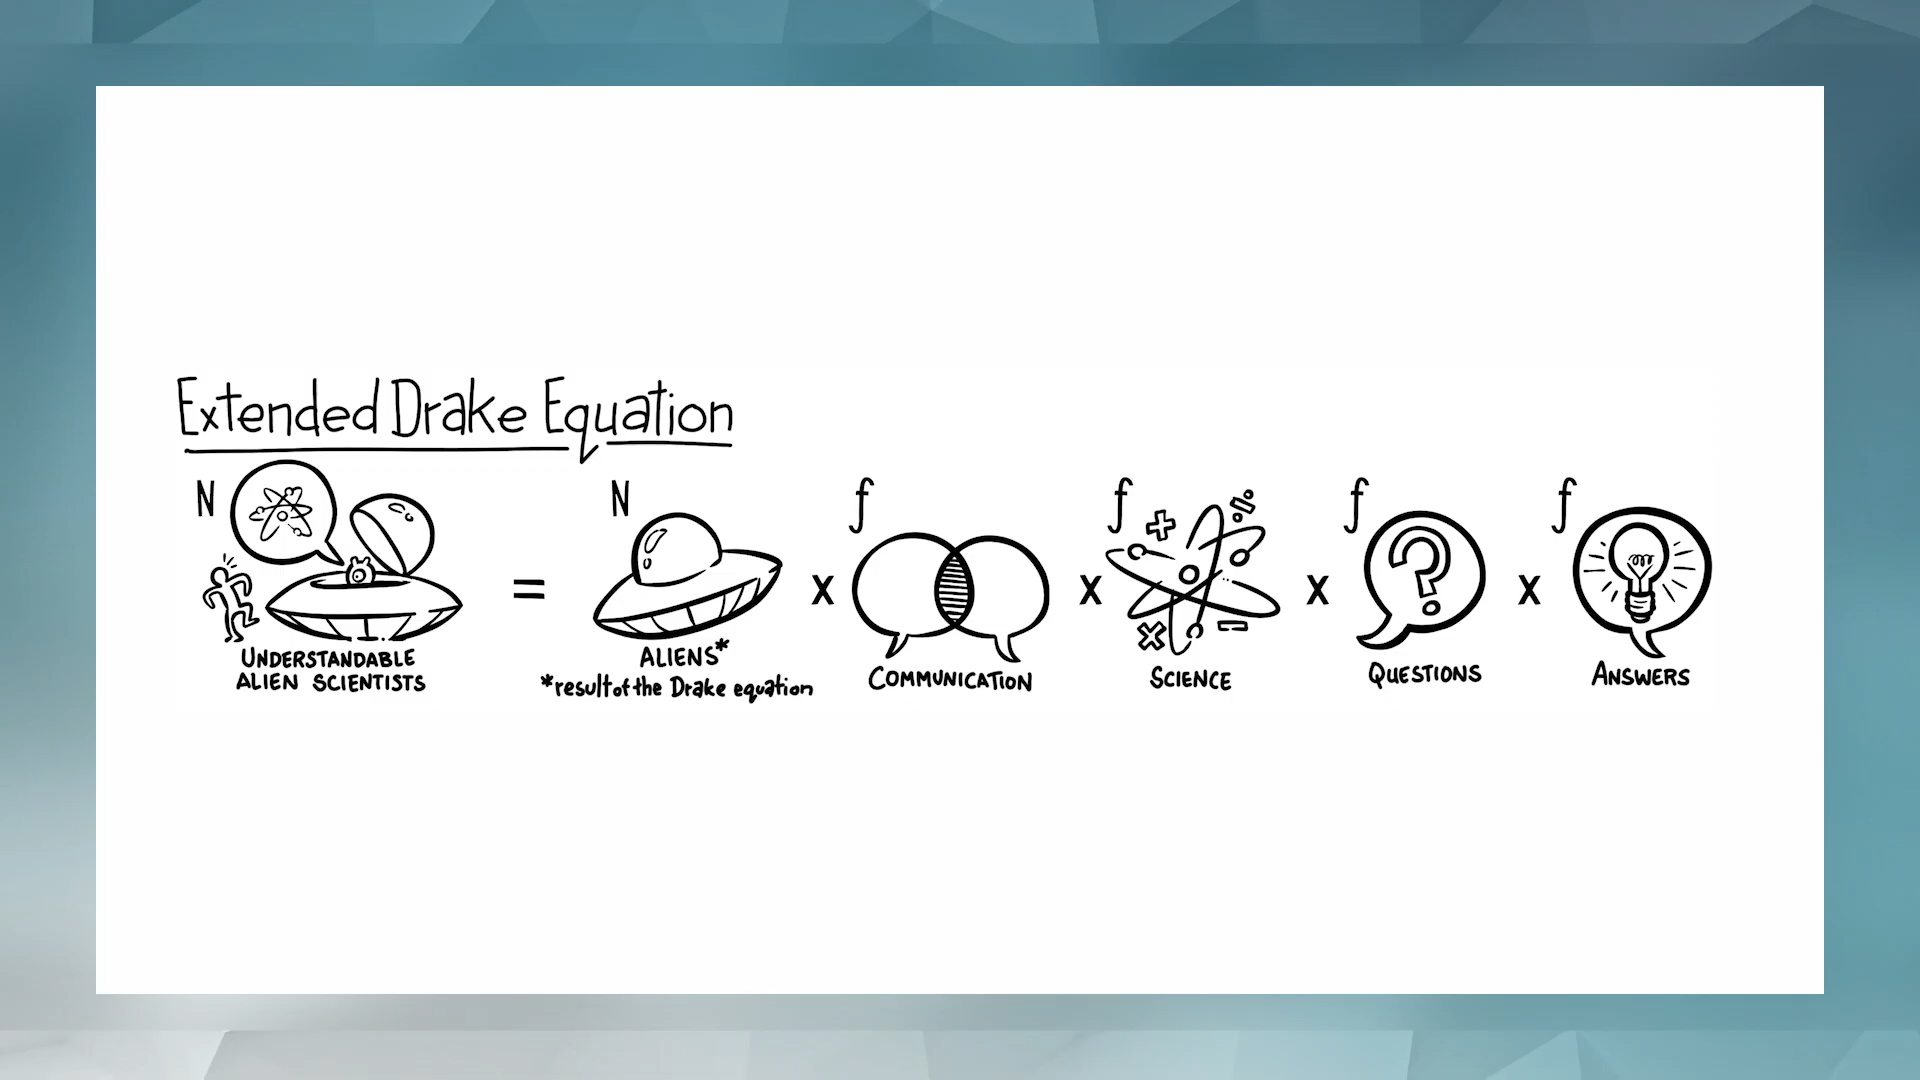 Extended Drake Equation
N
UNDERSTANDABLE
ALIEN SCIENTISTS
=
N
ALIENS*
*result of the Drake equation
x
f
COMMUNICATION
x
f
SCIENCE
x
f
?
QUESTIONS
x
f
ANSWERS